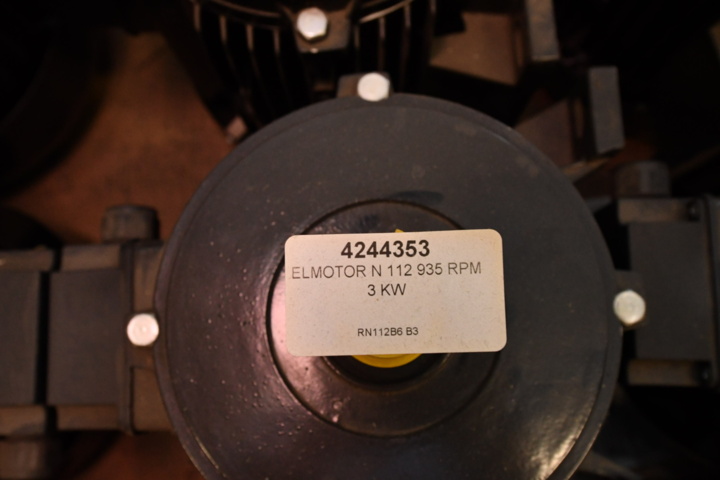 4244353
ELMOTOR N 112 935 RPM
3 KW
RN112B6 B3